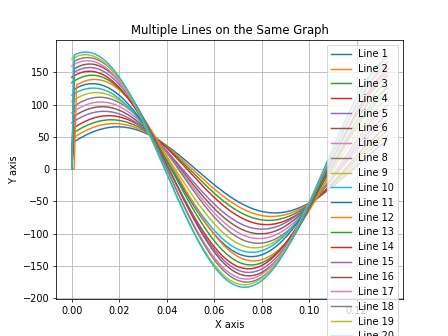 Multiple Lines on the Same Graph
Y axis
150
100
50
0
−50
−100
−150
−200
0.00
0.02
0.04
0.06
0.08
0.10
X axis
Line 1
Line 2
Line 3
Line 4
Line 5
Line 6
Line 7
Line 8
Line 9
Line 10
Line 11
Line 12
Line 13
Line 14
Line 15
Line 16
Line 17
Line 18
Line 19
Line 20